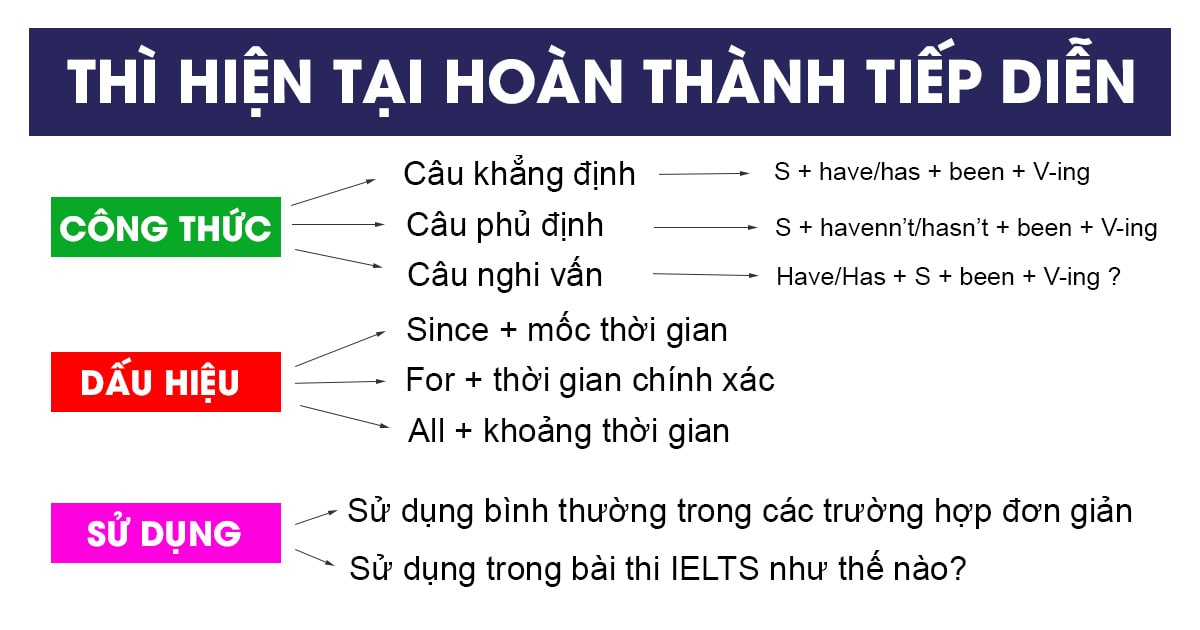 THÌ HIỆN TẠI HOÀN THÀNH TIẾP DIỄN
CÔNG THỨC
Câu khẳng định
S + have/has + been + V-ing
Câu phủ định
S + havenn’t/hasn’t + been + V-ing
Câu nghi vấn
Have/Has + S + been + V-ing ?
DẤU HIỆU
Since + mốc thời gian
For + thời gian chính xác
All + khoảng thời gian
SỬ DỤNG
Sử dụng bình thường trong các trường hợp đơn giản
Sử dụng trong bài thi IELTS như thế nào?